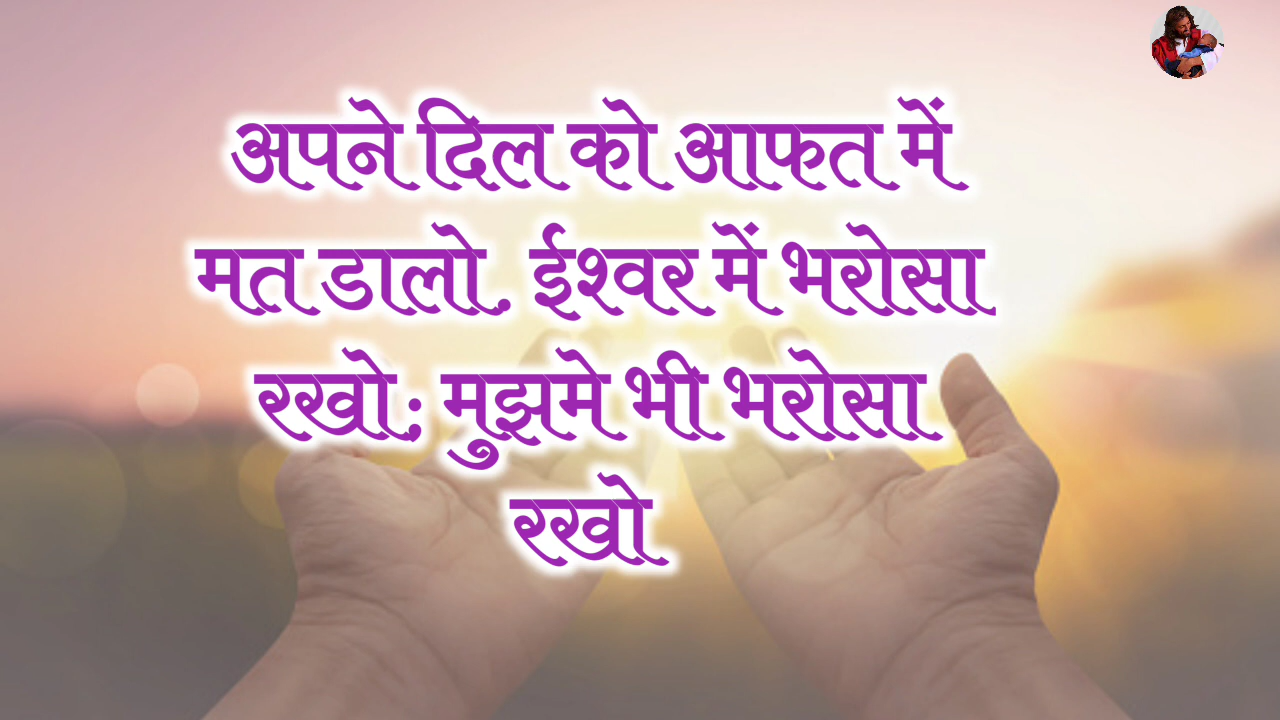 अपने दिल को आफत में
मत डालो. ईश्वर में भरोसा
रखो; मुझमे भी भरोसा
रखो